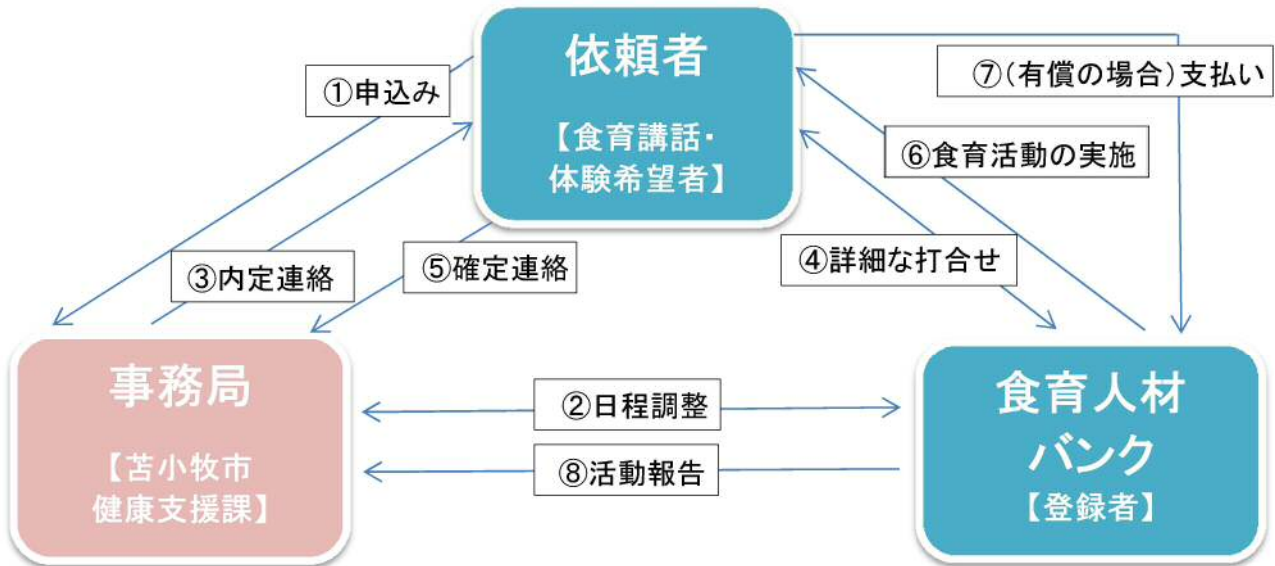 依頼者
【食育講話・
体験希望者】
①申込み
⑦(有償の場合)支払い
⑥食育活動の実施
③内定連絡
⑤確定連絡
④詳細な打合せ
事務局
【苫小牧市
健康支援課】
②日程調整
⑧活動報告
食育人材
バンク
【登録者】